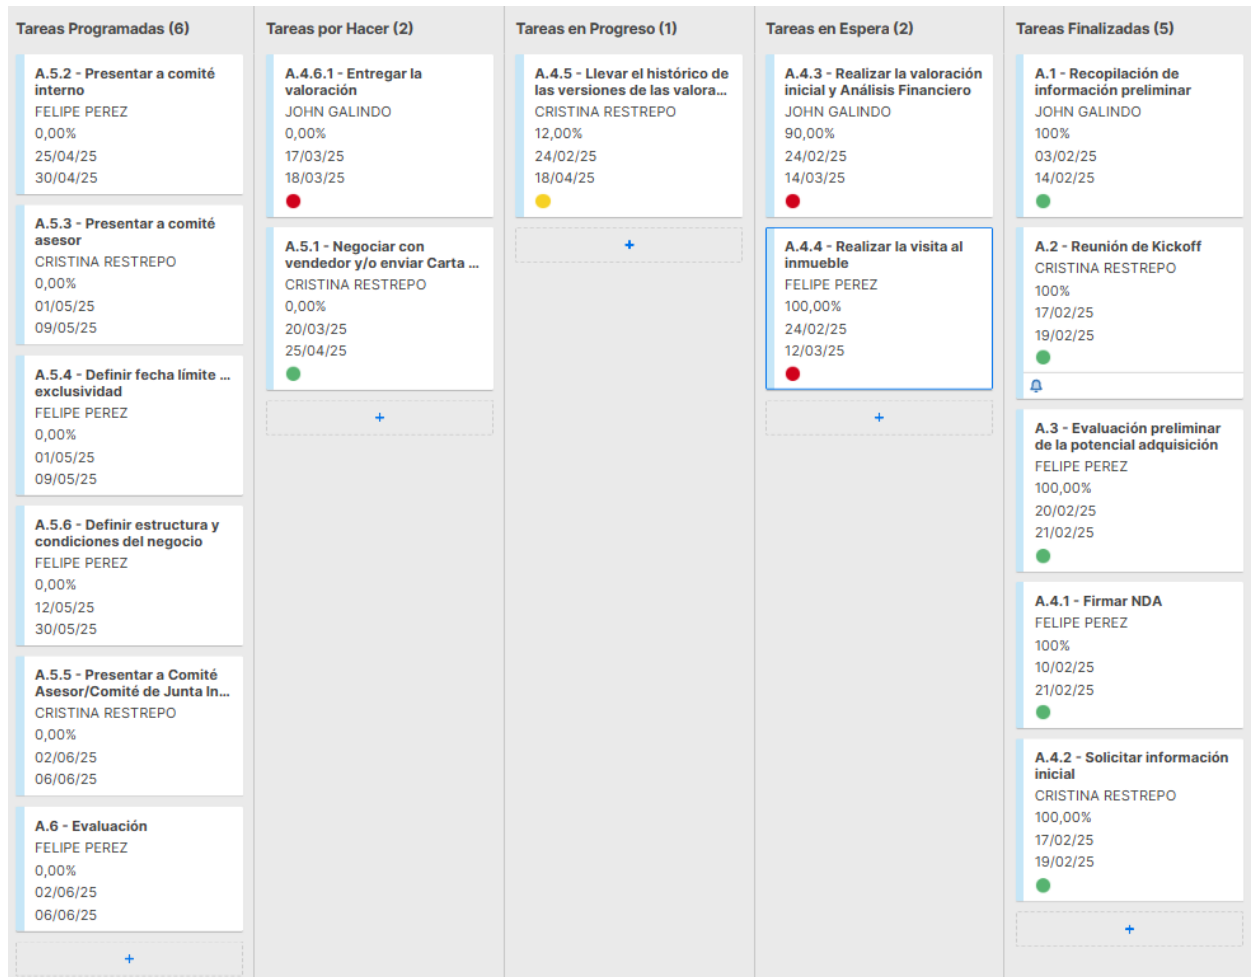 Tareas Programadas (6)
A.5.2 - Presentar a comité
interno
FELIPE PEREZ
0,00%
25/04/25
30/04/25
A.5.3 - Presentar a comité
asesor
CRISTINA RESTREPO
0,00%
01/05/25
09/05/25
A.5.4 - Definir fecha límite ...
exclusividad
FELIPE PEREZ
0,00%
01/05/25
09/05/25
A.5.6 - Definir estructura y
condiciones del negocio
FELIPE PEREZ
0,00%
12/05/25
30/05/25
A.5.5 - Presentar a Comité
Asesor/Comité de Junta In...
CRISTINA RESTREPO
0,00%
02/06/25
06/06/25
A.6 - Evaluación
FELIPE PEREZ
0,00%
02/06/25
06/06/25
+
Tareas por Hacer (2)
A.4.6.1 - Entregar la
valoración
JOHN GALINDO
0,00%
17/03/25
18/03/25
A.5.1 - Negociar con
vendedor y/o enviar Carta ...
CRISTINA RESTREPO
0,00%
20/03/25
25/04/25
+
Tareas en Progreso (1)
A.4.5 - Llevar el histórico de
las versiones de las valora...
CRISTINA RESTREPO
12,00%
24/02/25
18/04/25
+
Tareas en Espera (2)
A.4.3 - Realizar la valoración
inicial y Análisis Financiero
JOHN GALINDO
90,00%
24/02/25
14/03/25
A.4.4 - Realizar la visita al
inmueble
FELIPE PEREZ
100,00%
24/02/25
12/03/25
+
Tareas Finalizadas (5)
A.1 - Recopilación de
información preliminar
JOHN GALINDO
100%
03/02/25
14/02/25
A.2 - Reunión de Kickoff
CRISTINA RESTREPO
100%
17/02/25
19/02/25
A.3 - Evaluación preliminar
de la potencial adquisición
FELIPE PEREZ
100,00%
20/02/25
21/02/25
A.4.1 - Firmar NDA
FELIPE PEREZ
100%
10/02/25
21/02/25
A.4.2 - Solicitar información
inicial
CRISTINA RESTREPO
100,00%
17/02/25
19/02/25
+